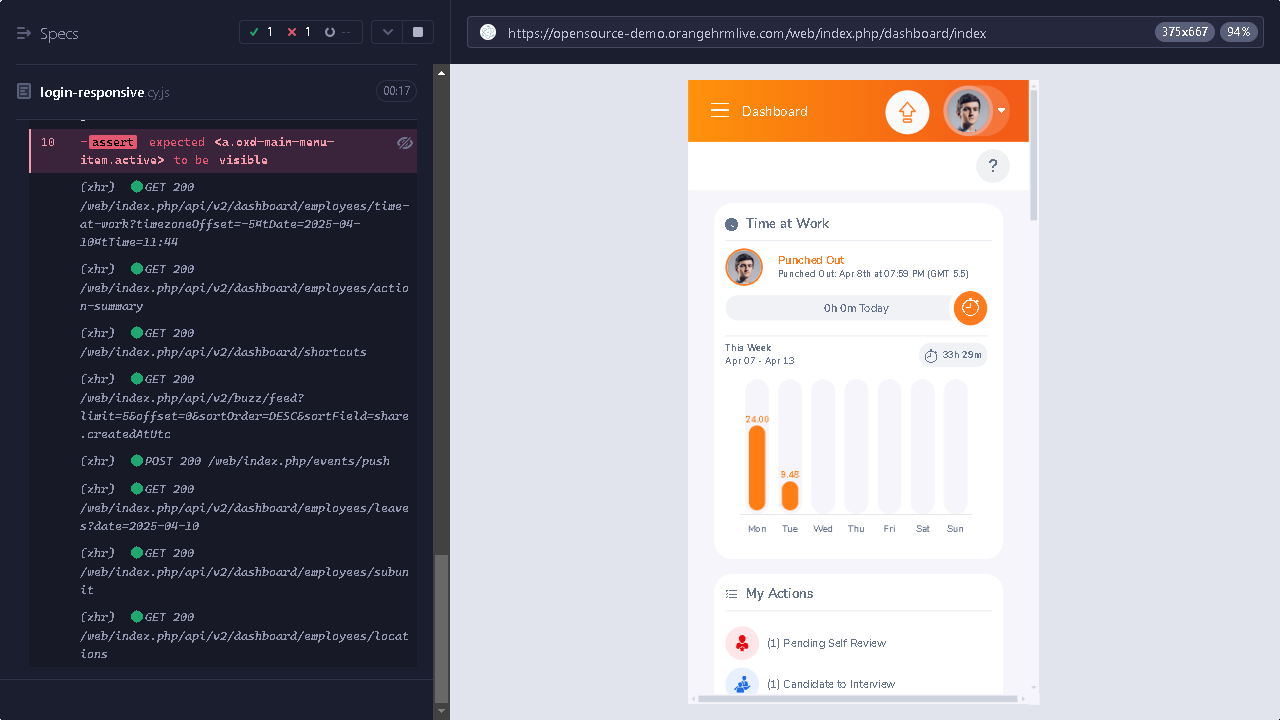 Specs
1
1
--
https://opensource-demo.orangehrmlive.com/web/index.php/dashboard/index
375x667
94%
login-responsive.cy.js
00:17
10
-assert expected <a.oxd-main-menu-
item.active> to be visible
(xhr) GET 200
/web/index.php/api/v2/dashboard/employees/time-
at-work?timezoneOffset=-5¤tDate=2025-04-
10¤tTime=11:44
(xhr) GET 200
/web/index.php/api/v2/dashboard/employees/actio
n-summary
(xhr) GET 200
/web/index.php/api/v2/dashboard/shortcuts
(xhr) GET 200
/web/index.php/api/v2/buzz/feed?
limit=5&offset=0&sortOrder=DESC&sortField=share
.createdAtUtc
(xhr) POST 200 /web/index.php/events/push
(xhr) GET 200
/web/index.php/api/v2/dashboard/employees/leave
s?date=2025-04-10
(xhr) GET 200
/web/index.php/api/v2/dashboard/employees/subun
it
(xhr) GET 200
/web/index.php/api/v2/dashboard/employees/locat
ions
Dashboard
?
Time at Work
Punched Out
Punched Out: Apr 8th at 07:59 PM (GMT 5.5)
0h 0m Today
This Week
Apr 07 - Apr 13
33h 29m
24.00
9.48
Mon Tue Wed Thu Fri Sat Sun
My Actions
(1) Pending Self Review
(1) Candidate to Interview